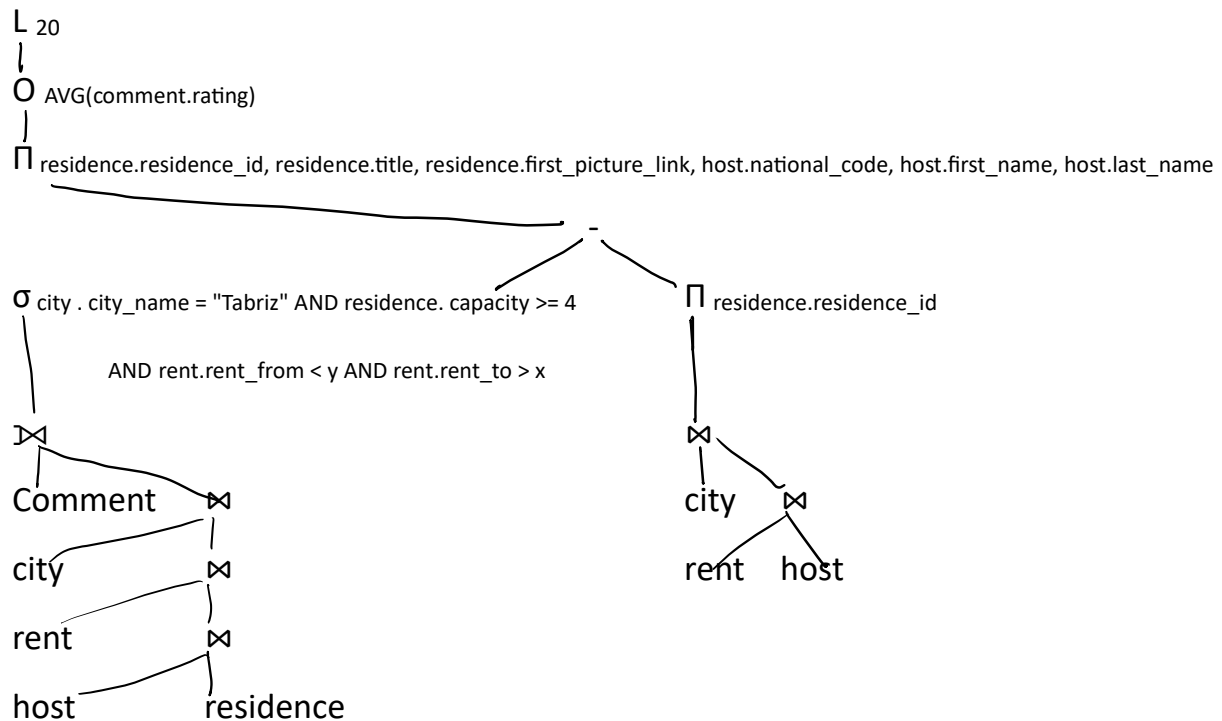 L 20
O AVG(comment.rating)
Π residence.residence_id, residence.title, residence.first_picture_link, host.national_code, host.first_name, host.last_name
-
σ city . city_name = "Tabriz" AND residence. capacity >= 4
Π residence.residence_id
AND rent.rent_from < y AND rent.rent_to > x
⟕ ⋈
Comment ⋈ city ⋈
city ⋈ rent host
rent ⋈
host residence